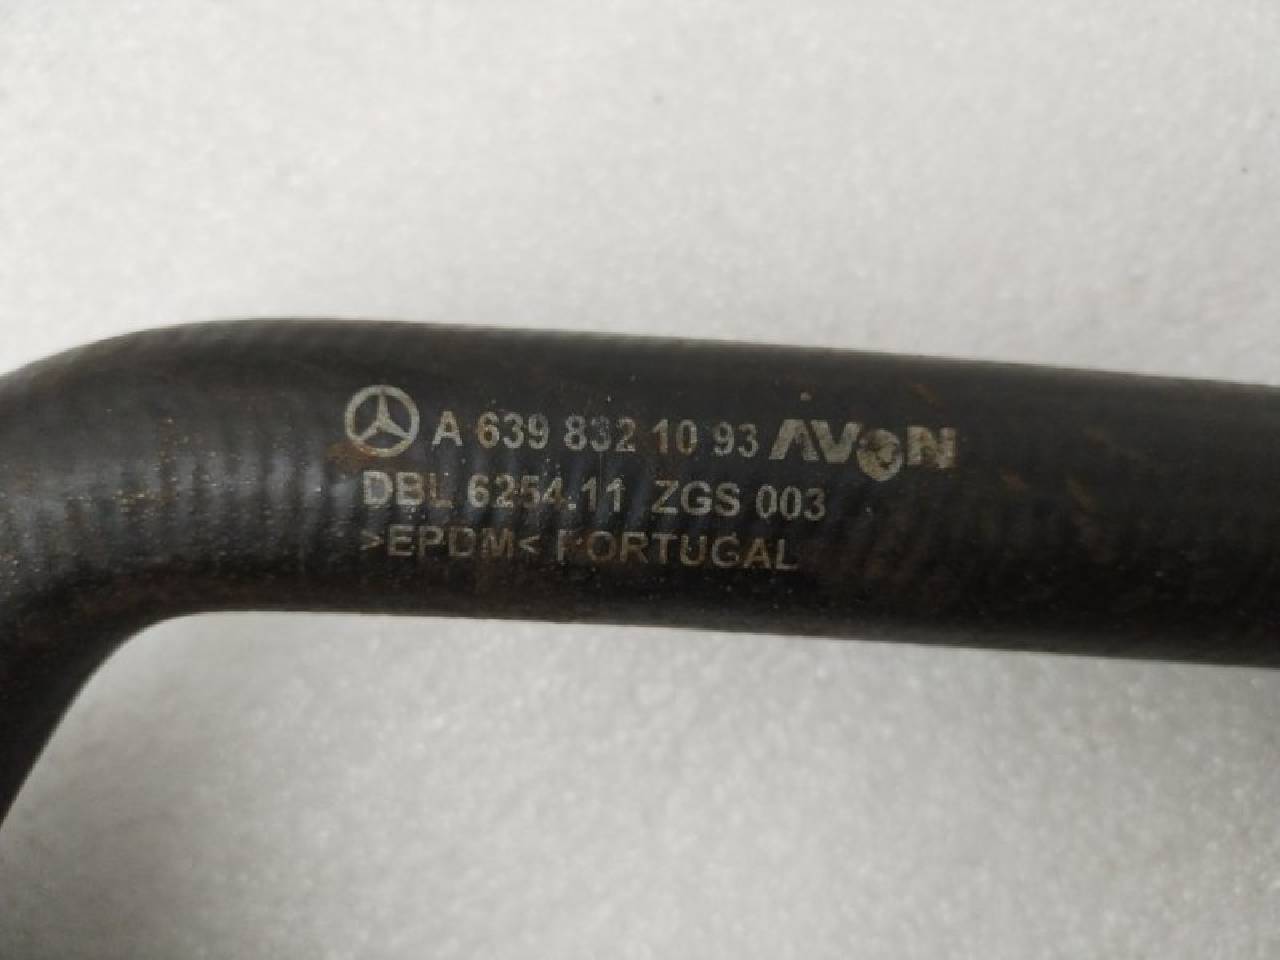 A 639 832 10 93 AVON
DBL 6254.11 ZGS 003
>EPDM< PORTUGAL